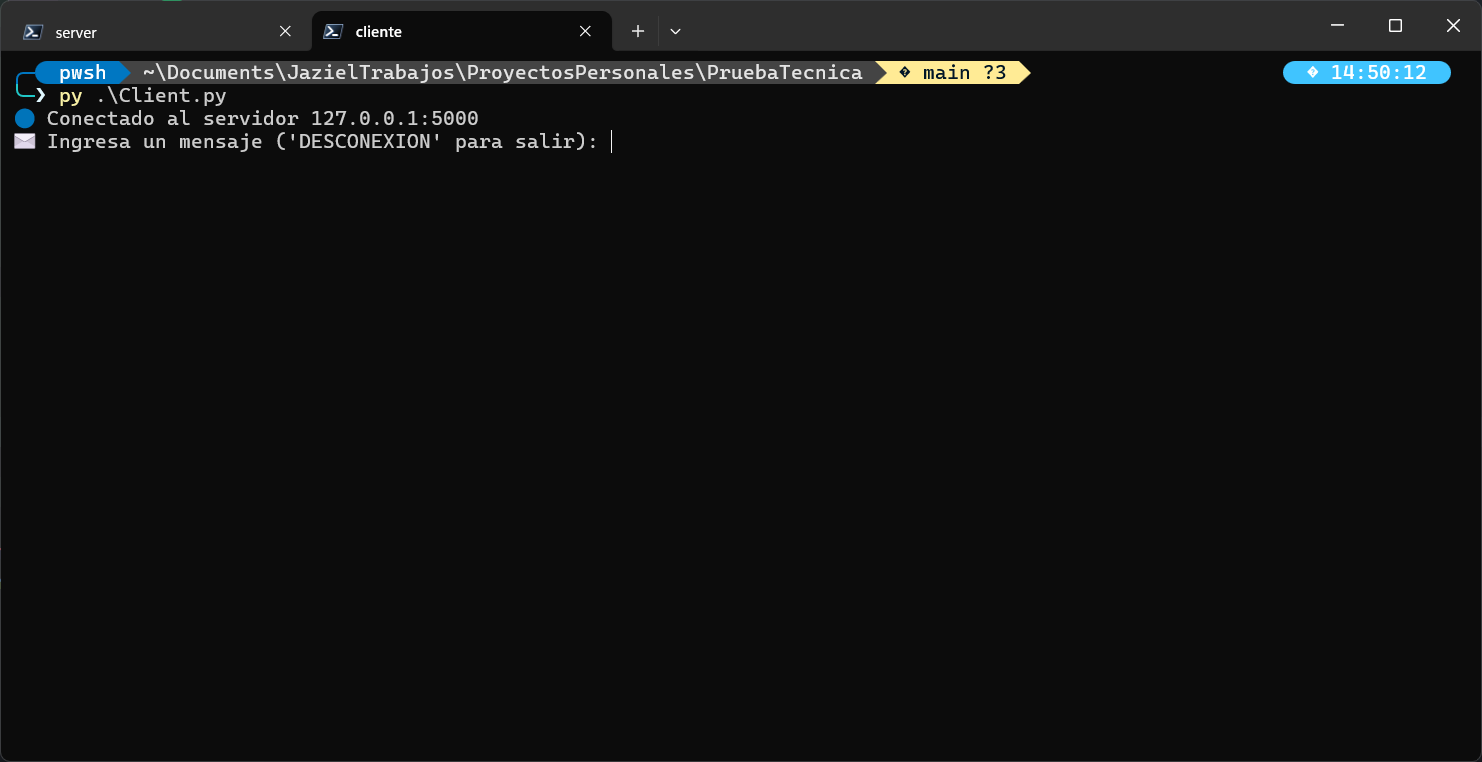 server
cliente
pwsh ~\Documents\JazielTrabajos\ProyectosPersonales\PruebaTecnica � main ?3 � 14:50:12
❯ py .\Client.py
🔵 Conectado al servidor 127.0.0.1:5000
✉️ Ingresa un mensaje ('DESCONEXION' para salir):